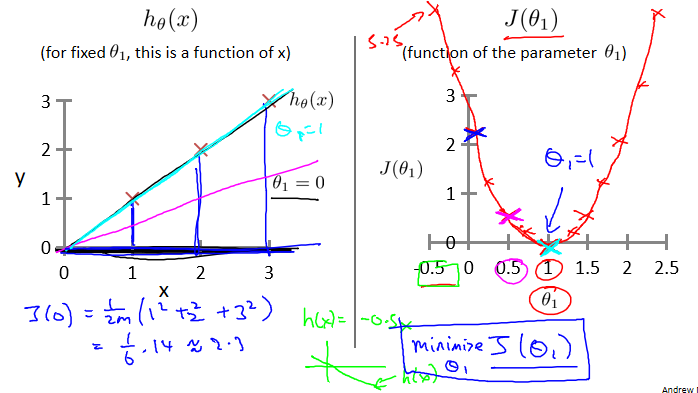 hθ(x)
(for fixed θ₁, this is a function of x)
y
3
2
1
0
0 1 2 3
x
hθ(x)
θ₁=1
θ₁ = 0
J(0) = 1/2m (1² + 2² + 3²)
= 1/6 · 14 ≈ 2.3
J(θ₁)
(function of the parameter θ₁)
5.25
J(θ₁)
3
2
1
0
-0.5 0 0.5 1 1.5 2 2.5
θ₁=1
θ₁
h(x) = -0.5x
h(x)
minimize J(θ₁)
θ₁
Andrew